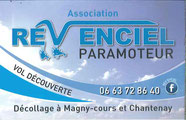 Association
REVENCIEL
PARAMOTEUR
VOL DÉCOUVERTE
06 63 72 86 40
Décollage à Magny-cours et Chantenay